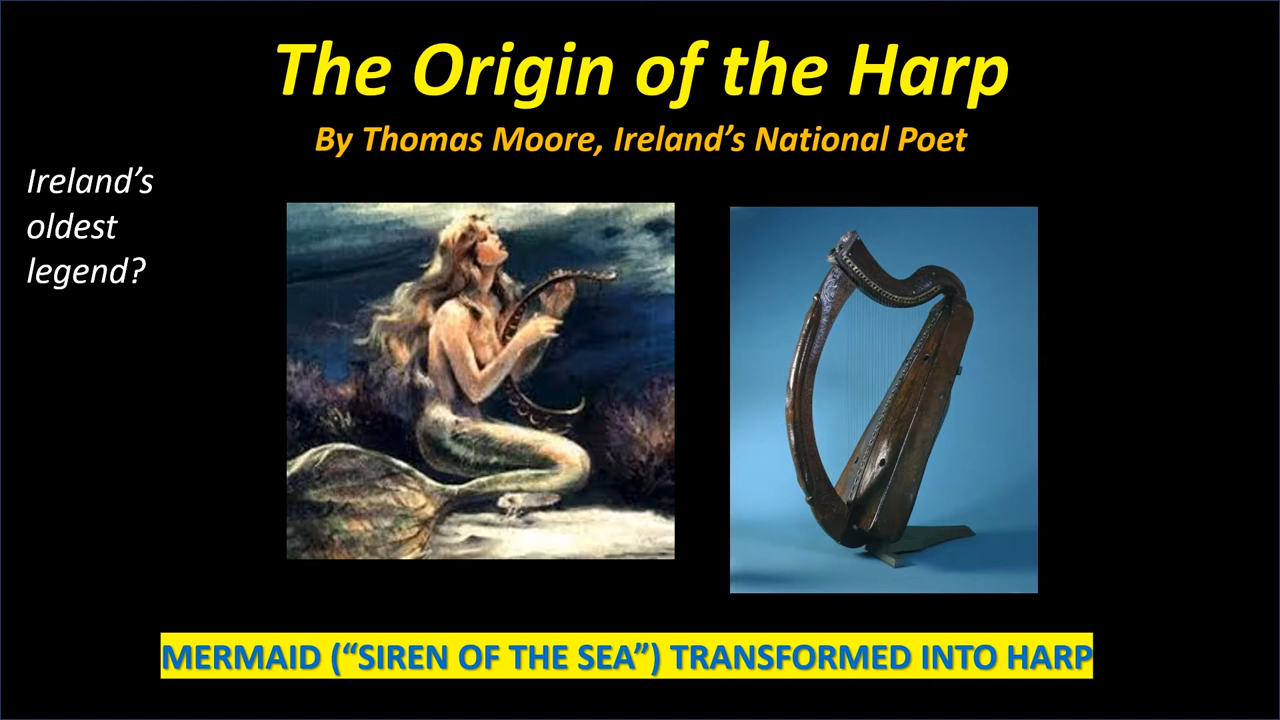 The Origin of the Harp
By Thomas Moore, Ireland’s National Poet
Ireland’s
oldest
legend?
MERMAID (“SIREN OF THE SEA”) TRANSFORMED INTO HARP